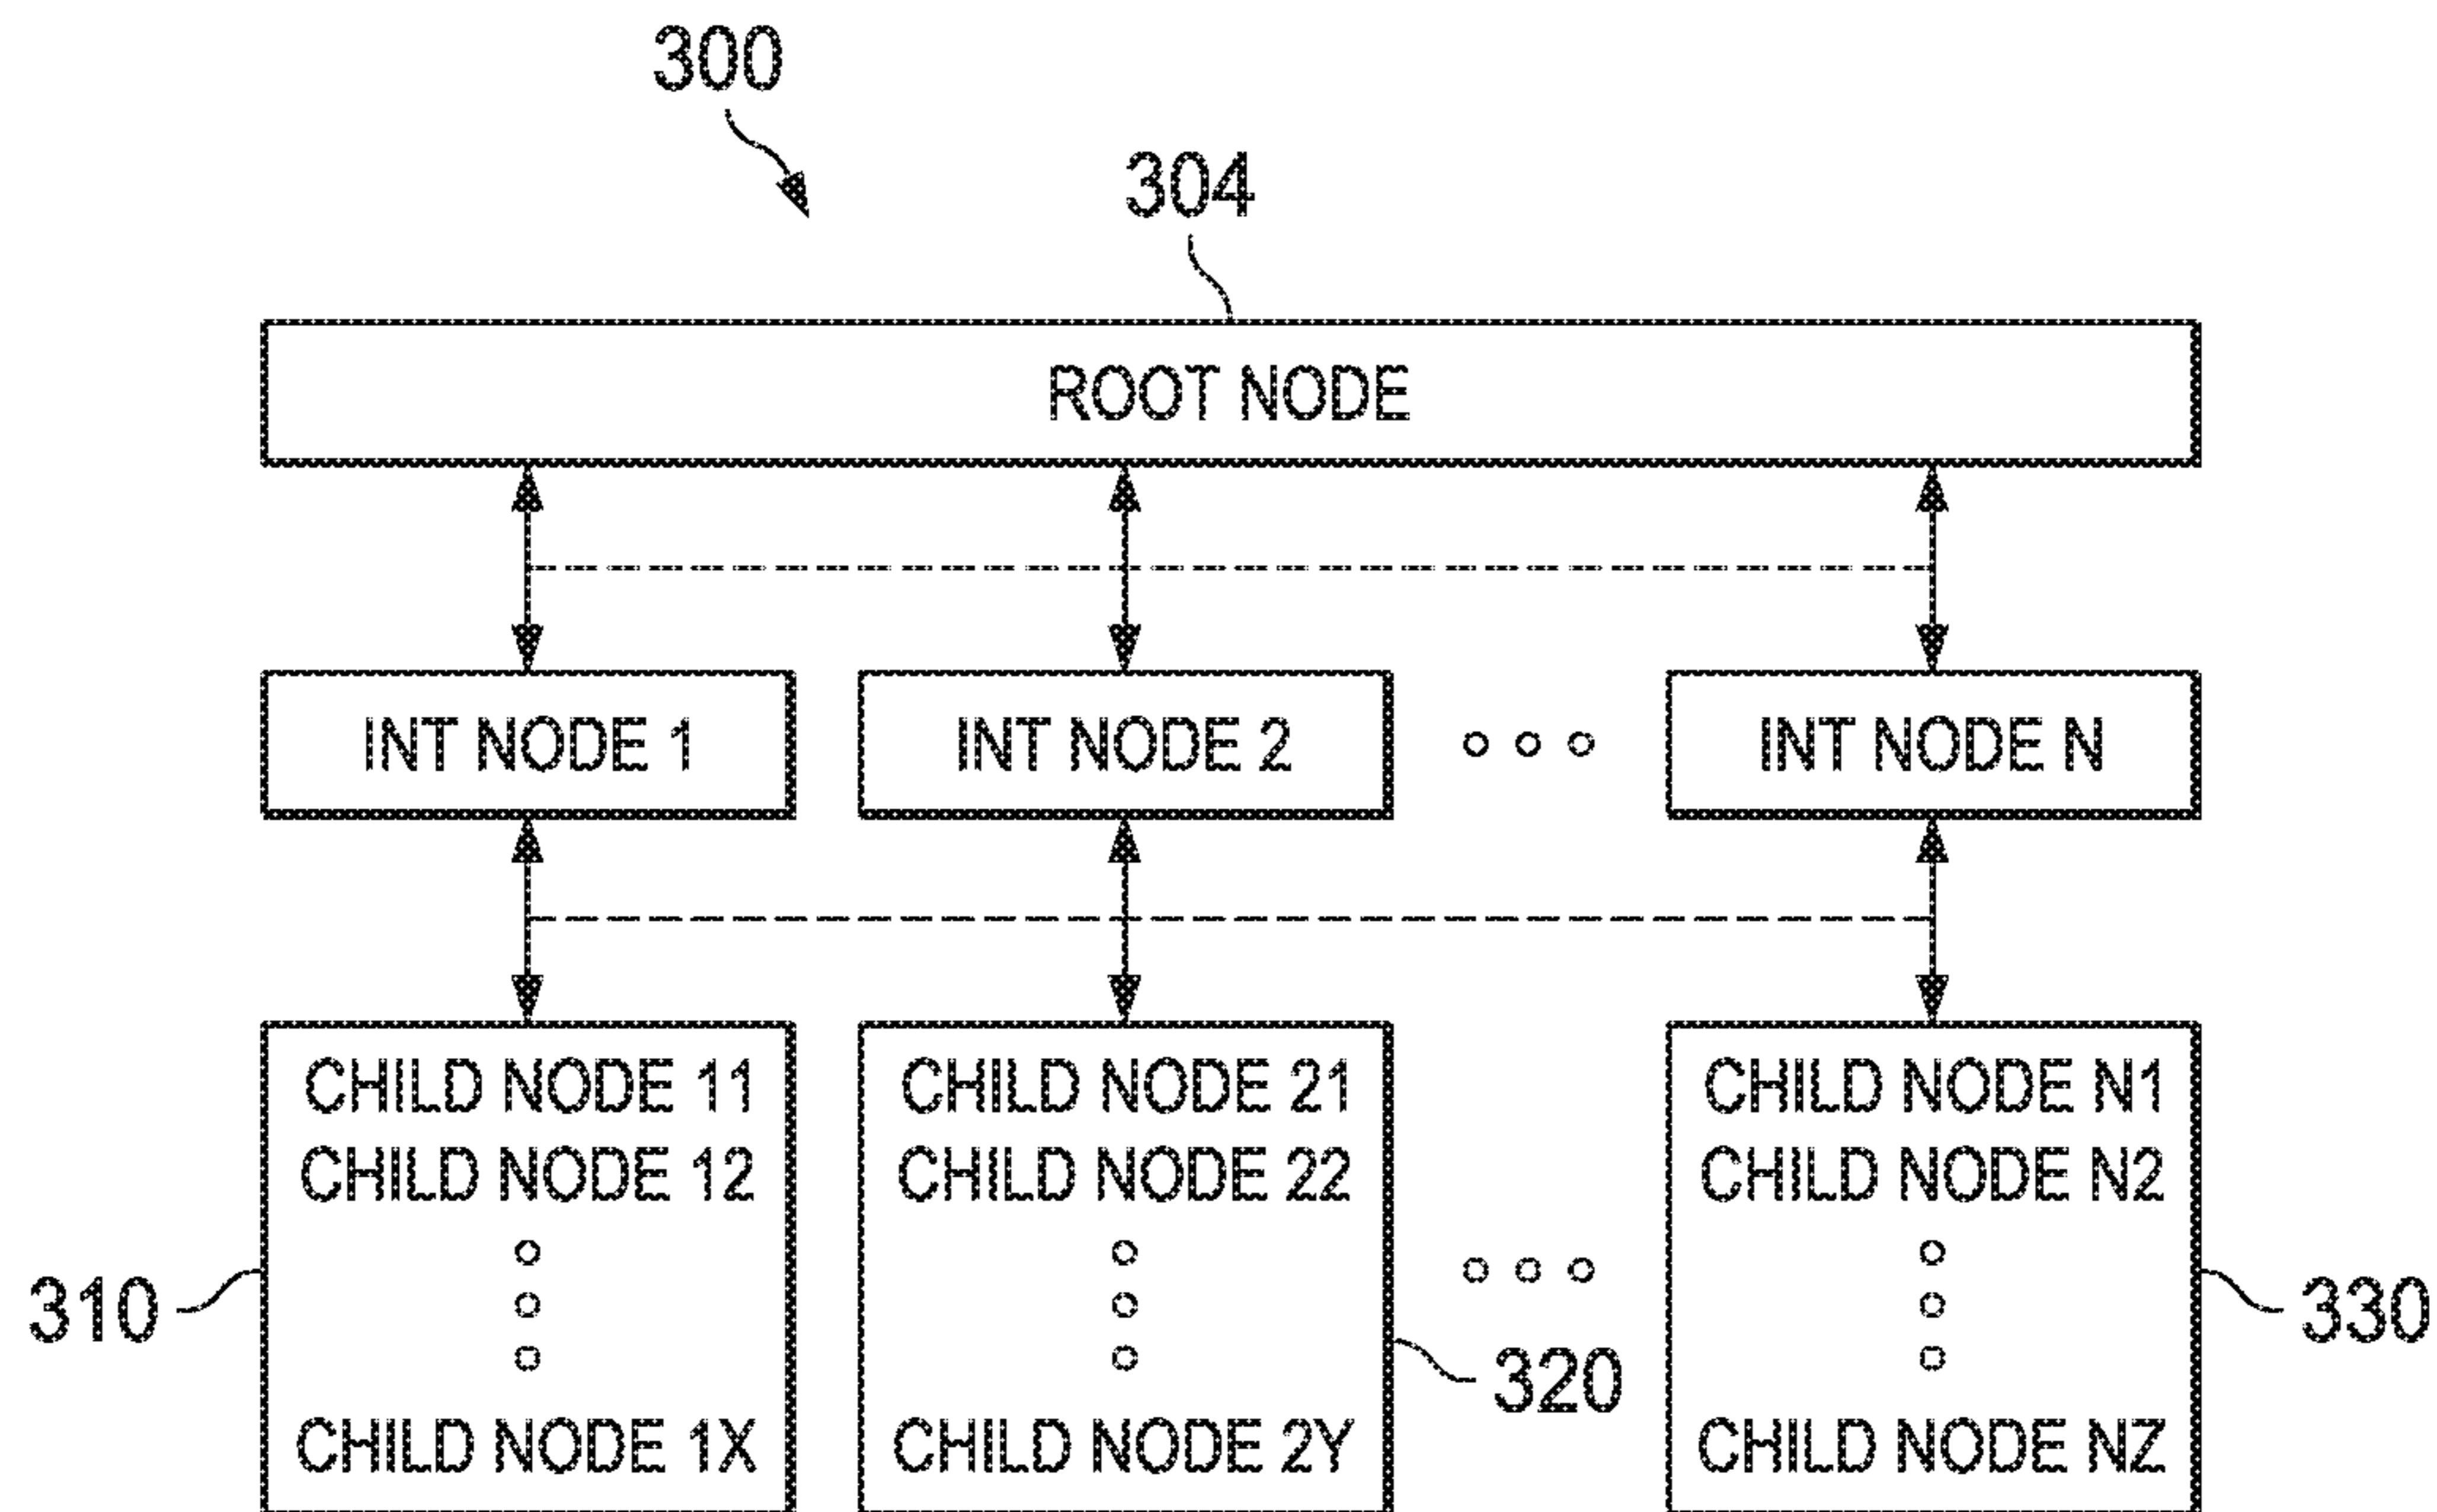 300
304
ROOT NODE
INT NODE 1
INT NODE 2
INT NODE N
CHILD NODE 11
CHILD NODE 12
CHILD NODE 1X
310
CHILD NODE 21
CHILD NODE 22
CHILD NODE 2Y
320
CHILD NODE N1
CHILD NODE N2
CHILD NODE NZ
330